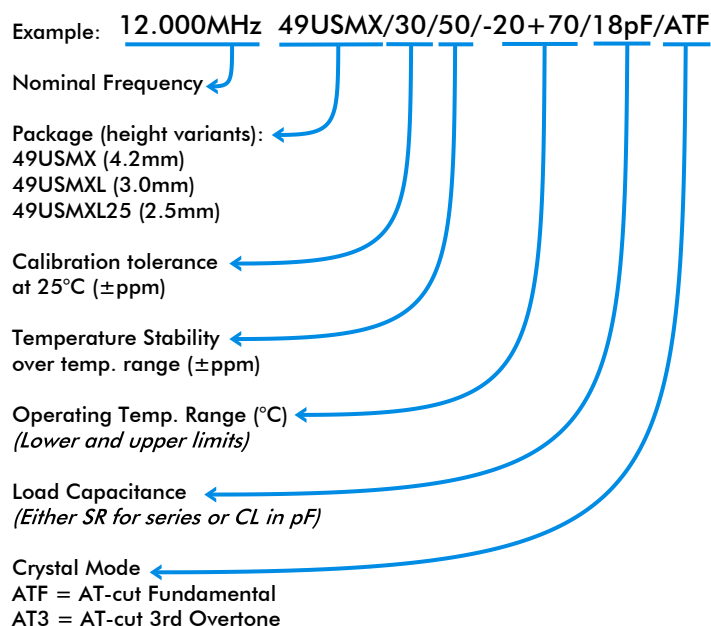 Example: 12.000MHz 49USMX/30/50/-20+70/18pF/ATF
Nominal Frequency
Package (height variants):
49USMX (4.2mm)
49USMXL (3.0mm)
49USMXL25 (2.5mm)
Calibration tolerance
at 25°C (±ppm)
Temperature Stability
over temp. range (±ppm)
Operating Temp. Range (°C)
(Lower and upper limits)
Load Capacitance
(Either SR for series or CL in pF)
Crystal Mode
ATF = AT-cut Fundamental
AT3 = AT-cut 3rd Overtone